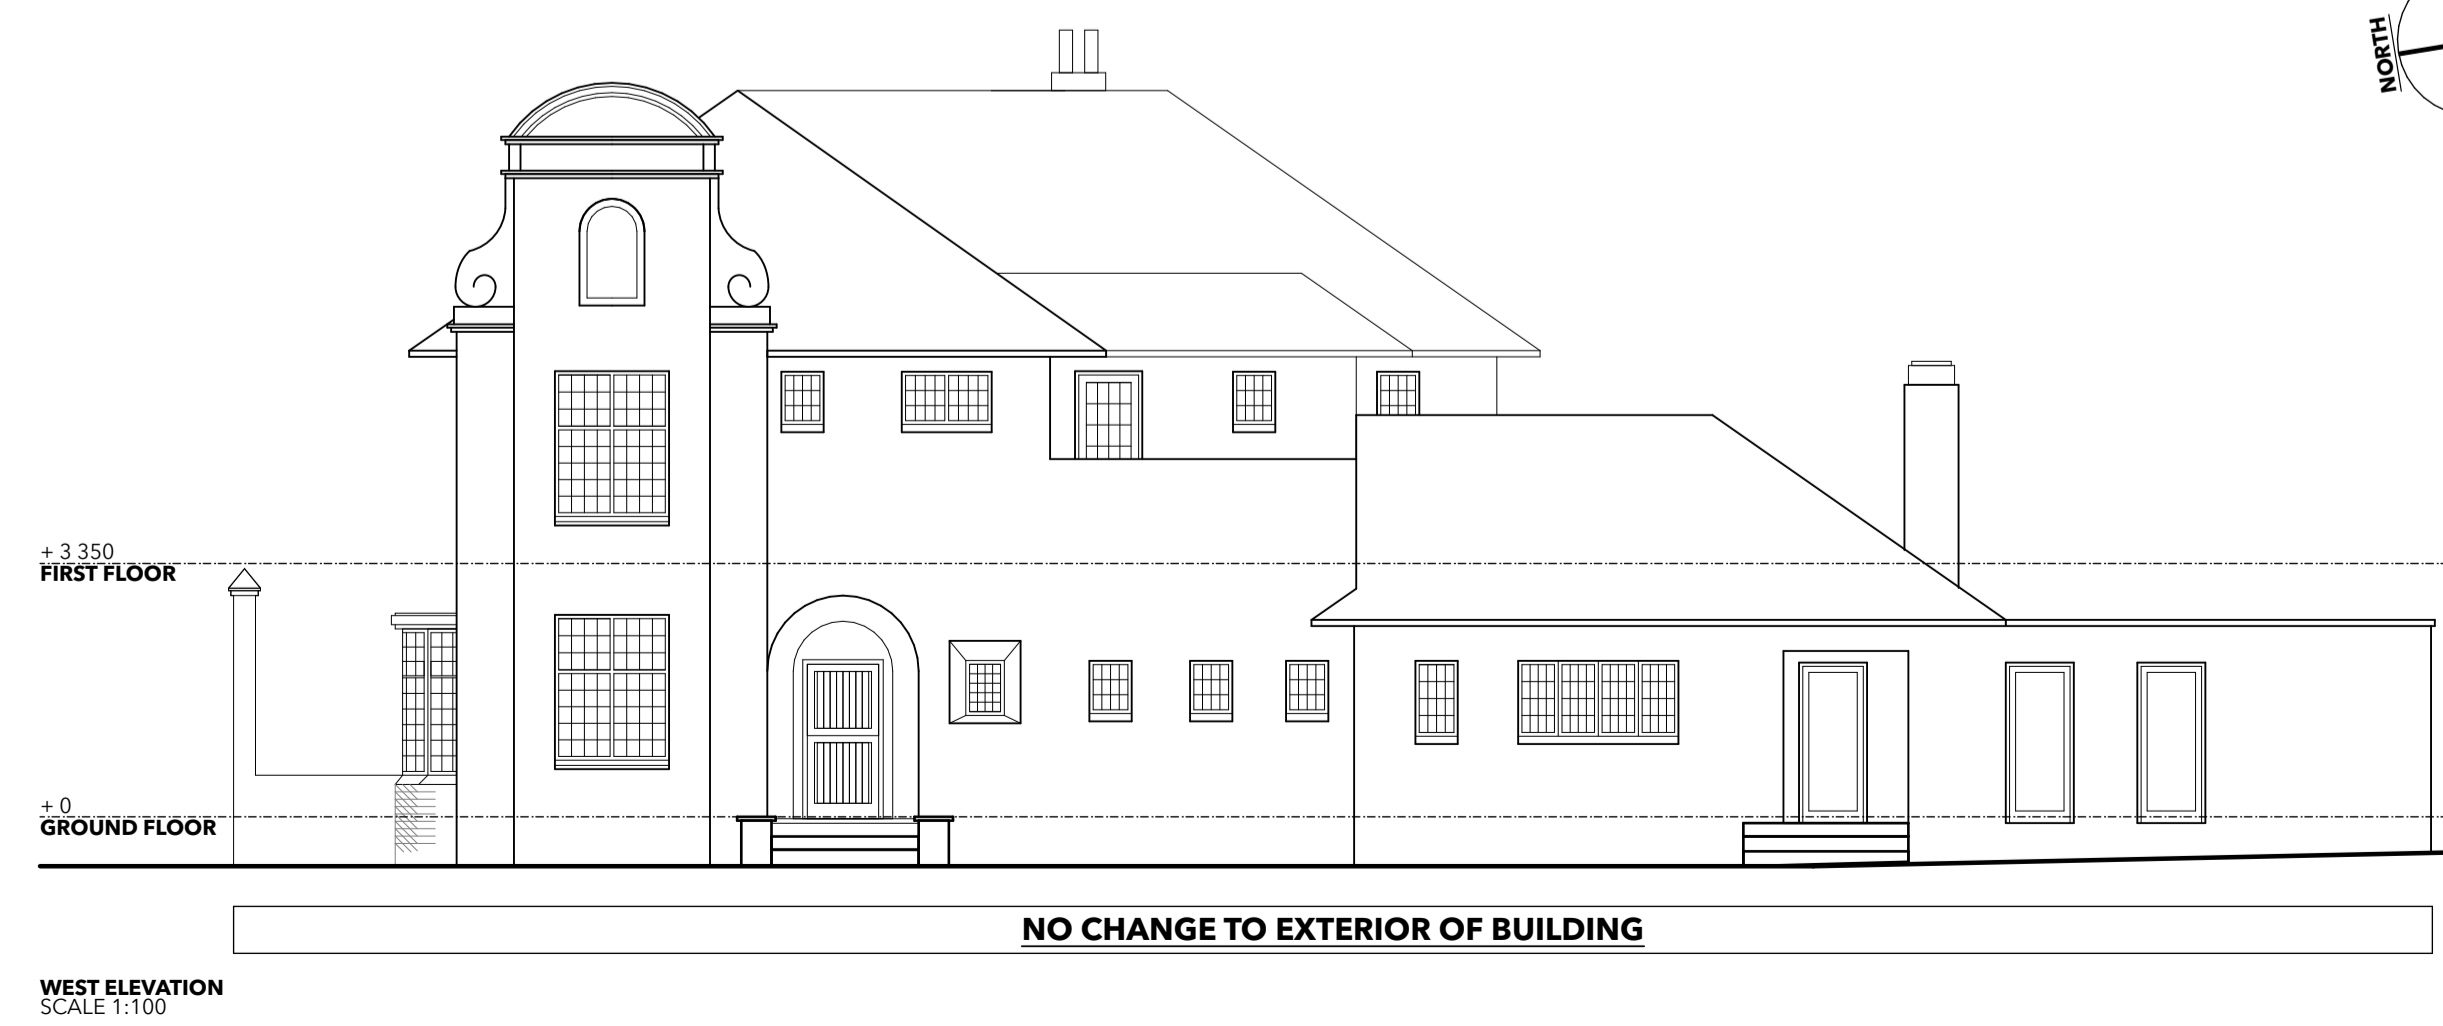 NORTH
+ 3 350
FIRST FLOOR
+ 0
GROUND FLOOR
NO CHANGE TO EXTERIOR OF BUILDING
WEST ELEVATION
SCALE 1:100